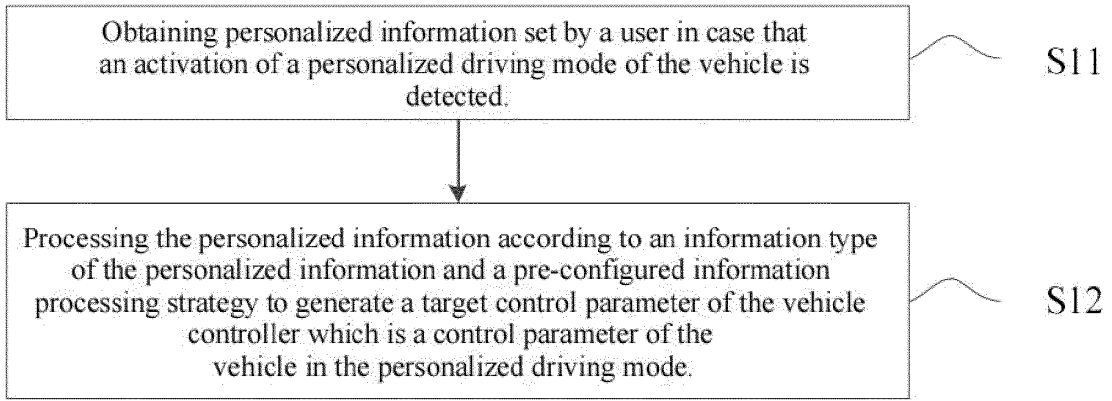 Obtaining personalized information set by a user in case that
an activation of a personalized driving mode of the vehicle is
detected.
S11
Processing the personalized information according to an information type
of the personalized information and a pre-configured information
processing strategy to generate a target control parameter of the vehicle
controller which is a control parameter of the
vehicle in the personalized driving mode.
S12